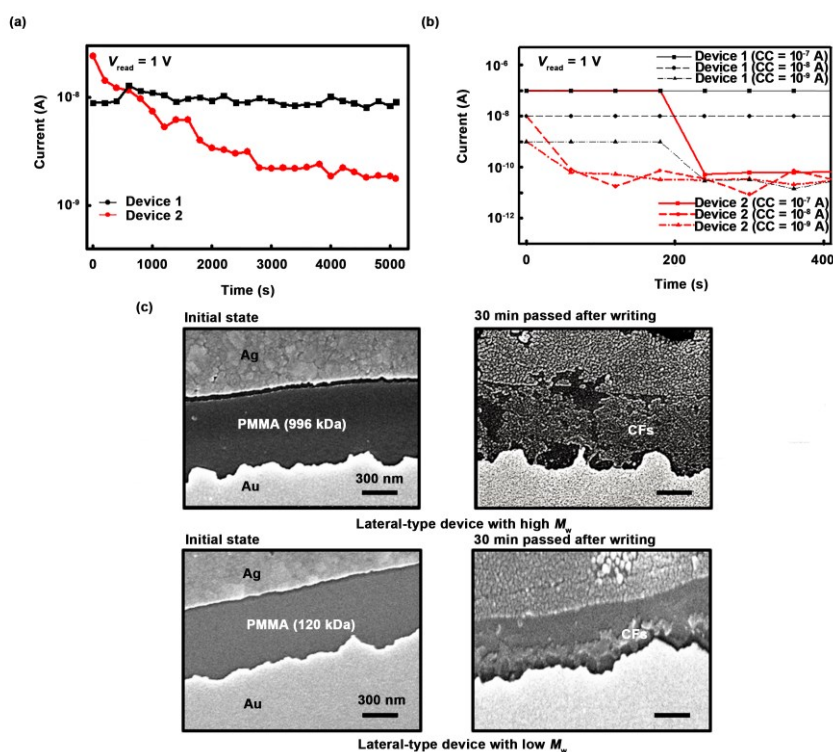 (a)
V_read = 1 V
10⁻⁸
10⁻⁹
Current (A)
Device 1
Device 2
0 1000 2000 3000 4000 5000
Time (s)
(b)
V_read = 1 V
Device 1 (CC = 10⁻⁷ A)
Device 1 (CC = 10⁻⁸ A)
Device 1 (CC = 10⁻⁹ A)
10⁻⁶
10⁻⁸
10⁻¹⁰
10⁻¹²
Current (A)
Device 2 (CC = 10⁻⁷ A)
Device 2 (CC = 10⁻⁸ A)
Device 2 (CC = 10⁻⁹ A)
0 200 400
Time (s)
(c)
Initial state
Ag
PMMA (996 kDa)
Au
300 nm
30 min passed after writing
CFs
Lateral-type device with high M_w
Initial state
Ag
PMMA (120 kDa)
Au
300 nm
30 min passed after writing
CFs
Lateral-type device with low M_w